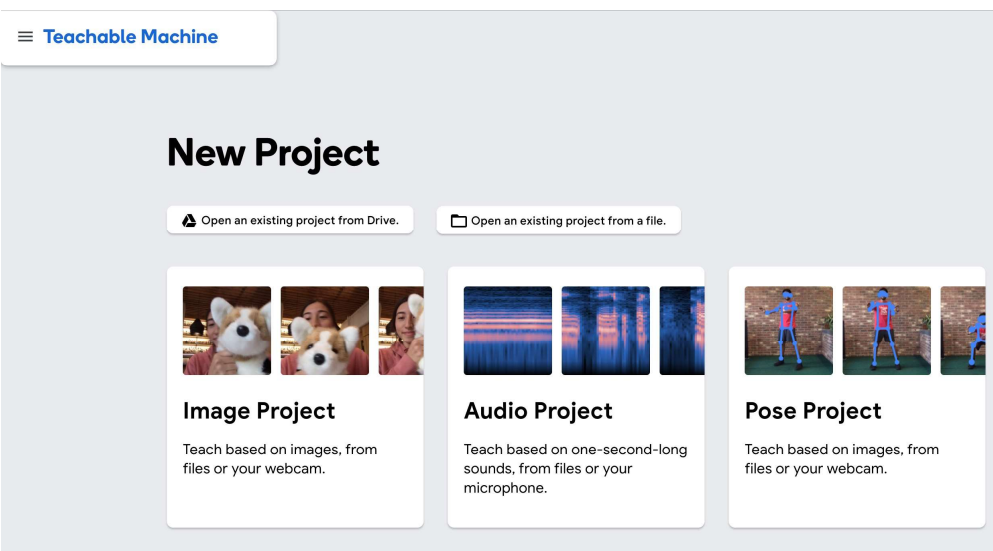 Teachable Machine
New Project
Open an existing project from Drive.
Open an existing project from a file.
Image Project
Teach based on images, from
files or your webcam.
Audio Project
Teach based on one-second-long
sounds, from files or your
microphone.
Pose Project
Teach based on images, from
files or your webcam.